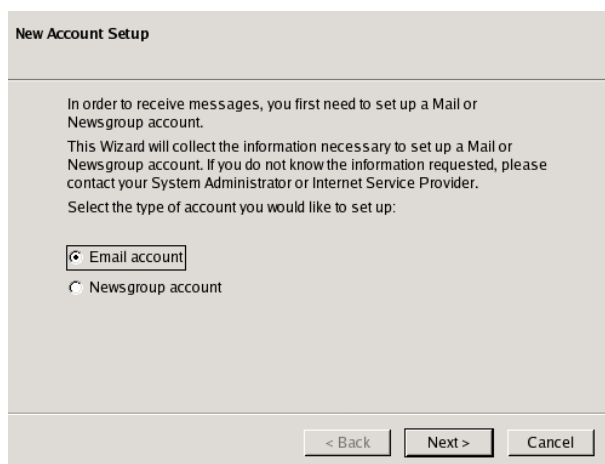 New Account Setup
In order to receive messages, you first need to set up a Mail or
Newsgroup account.
This Wizard will collect the information necessary to set up a Mail or
Newsgroup account. If you do not know the information requested, please
contact your System Administrator or Internet Service Provider.
Select the type of account you would like to set up:
Email account
Newsgroup account
< Back Next > Cancel